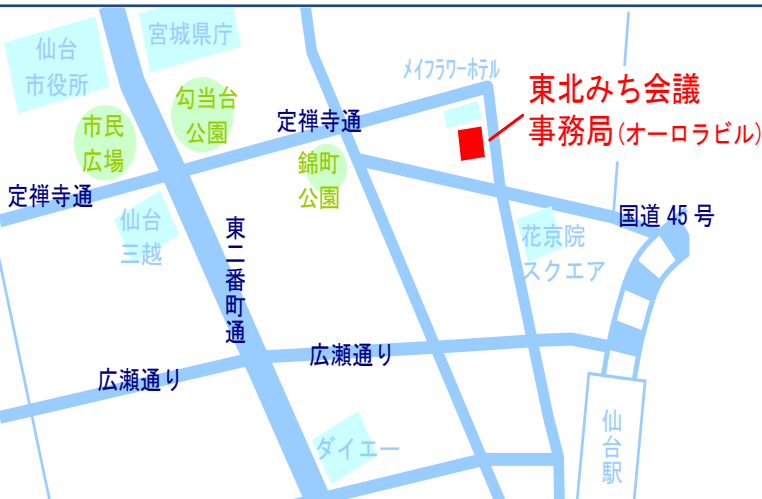 仙台
市役所
宮城県庁
メイフラワーホテル
東北みち会議
事務局(オーロラビル)
市民
広場
勾当台
公園
定禅寺通
錦町
公園
定禅寺通
仙台
三越
東二番町通
国道 45 号
花京院
スクエア
広瀬通り
広瀬通り
ダイエー
仙台駅